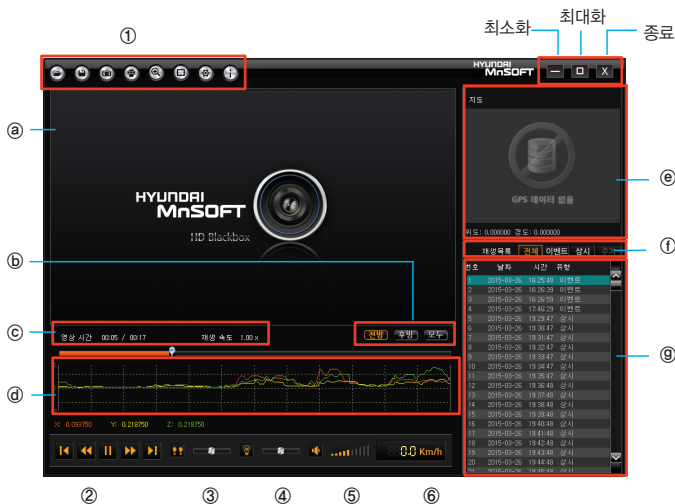 ①
최소화
최대화
종료
HYUNDAI
MnSOFT
X
ⓐ
지도
GPS 데이터 없음
위도: 0.000000 경도: 0.000000
ⓔ
HYUNDAI
MnSOFT
HD Blackbox
ⓑ
재생목록 전체 이벤트 상시 주차
ⓕ
번호 날짜 시간 유형
1 2015-03-26 16:25:48 이벤트
2 2015-03-26 16:26:39 이벤트
3 2015-03-26 16:26:59 이벤트
4 2015-03-26 17:46:29 이벤트
5 2015-03-26 19:29:47 상시
6 2015-03-26 19:30:47 상시
7 2015-03-26 19:31:47 상시
8 2015-03-26 19:32:47 상시
9 2015-03-26 19:33:47 상시
10 2015-03-26 19:34:47 상시
11 2015-03-26 19:35:47 상시
12 2015-03-26 19:36:48 상시
13 2015-03-26 19:37:48 상시
14 2015-03-26 19:38:48 상시
15 2015-03-26 19:39:48 상시
16 2015-03-26 19:40:48 상시
17 2015-03-26 19:41:48 상시
18 2015-03-26 19:42:48 상시
19 2015-03-26 19:43:48 상시
20 2015-03-26 19:44:48 상시
ⓖ
ⓒ
영상 시간 00:05 / 00:17 재생 속도 1.00 x
전방 후방 모두
ⓓ
X: 0.093750 Y: 0.218750 Z: 0.218750
0.0 Km/h
② ③ ④ ⑤ ⑥